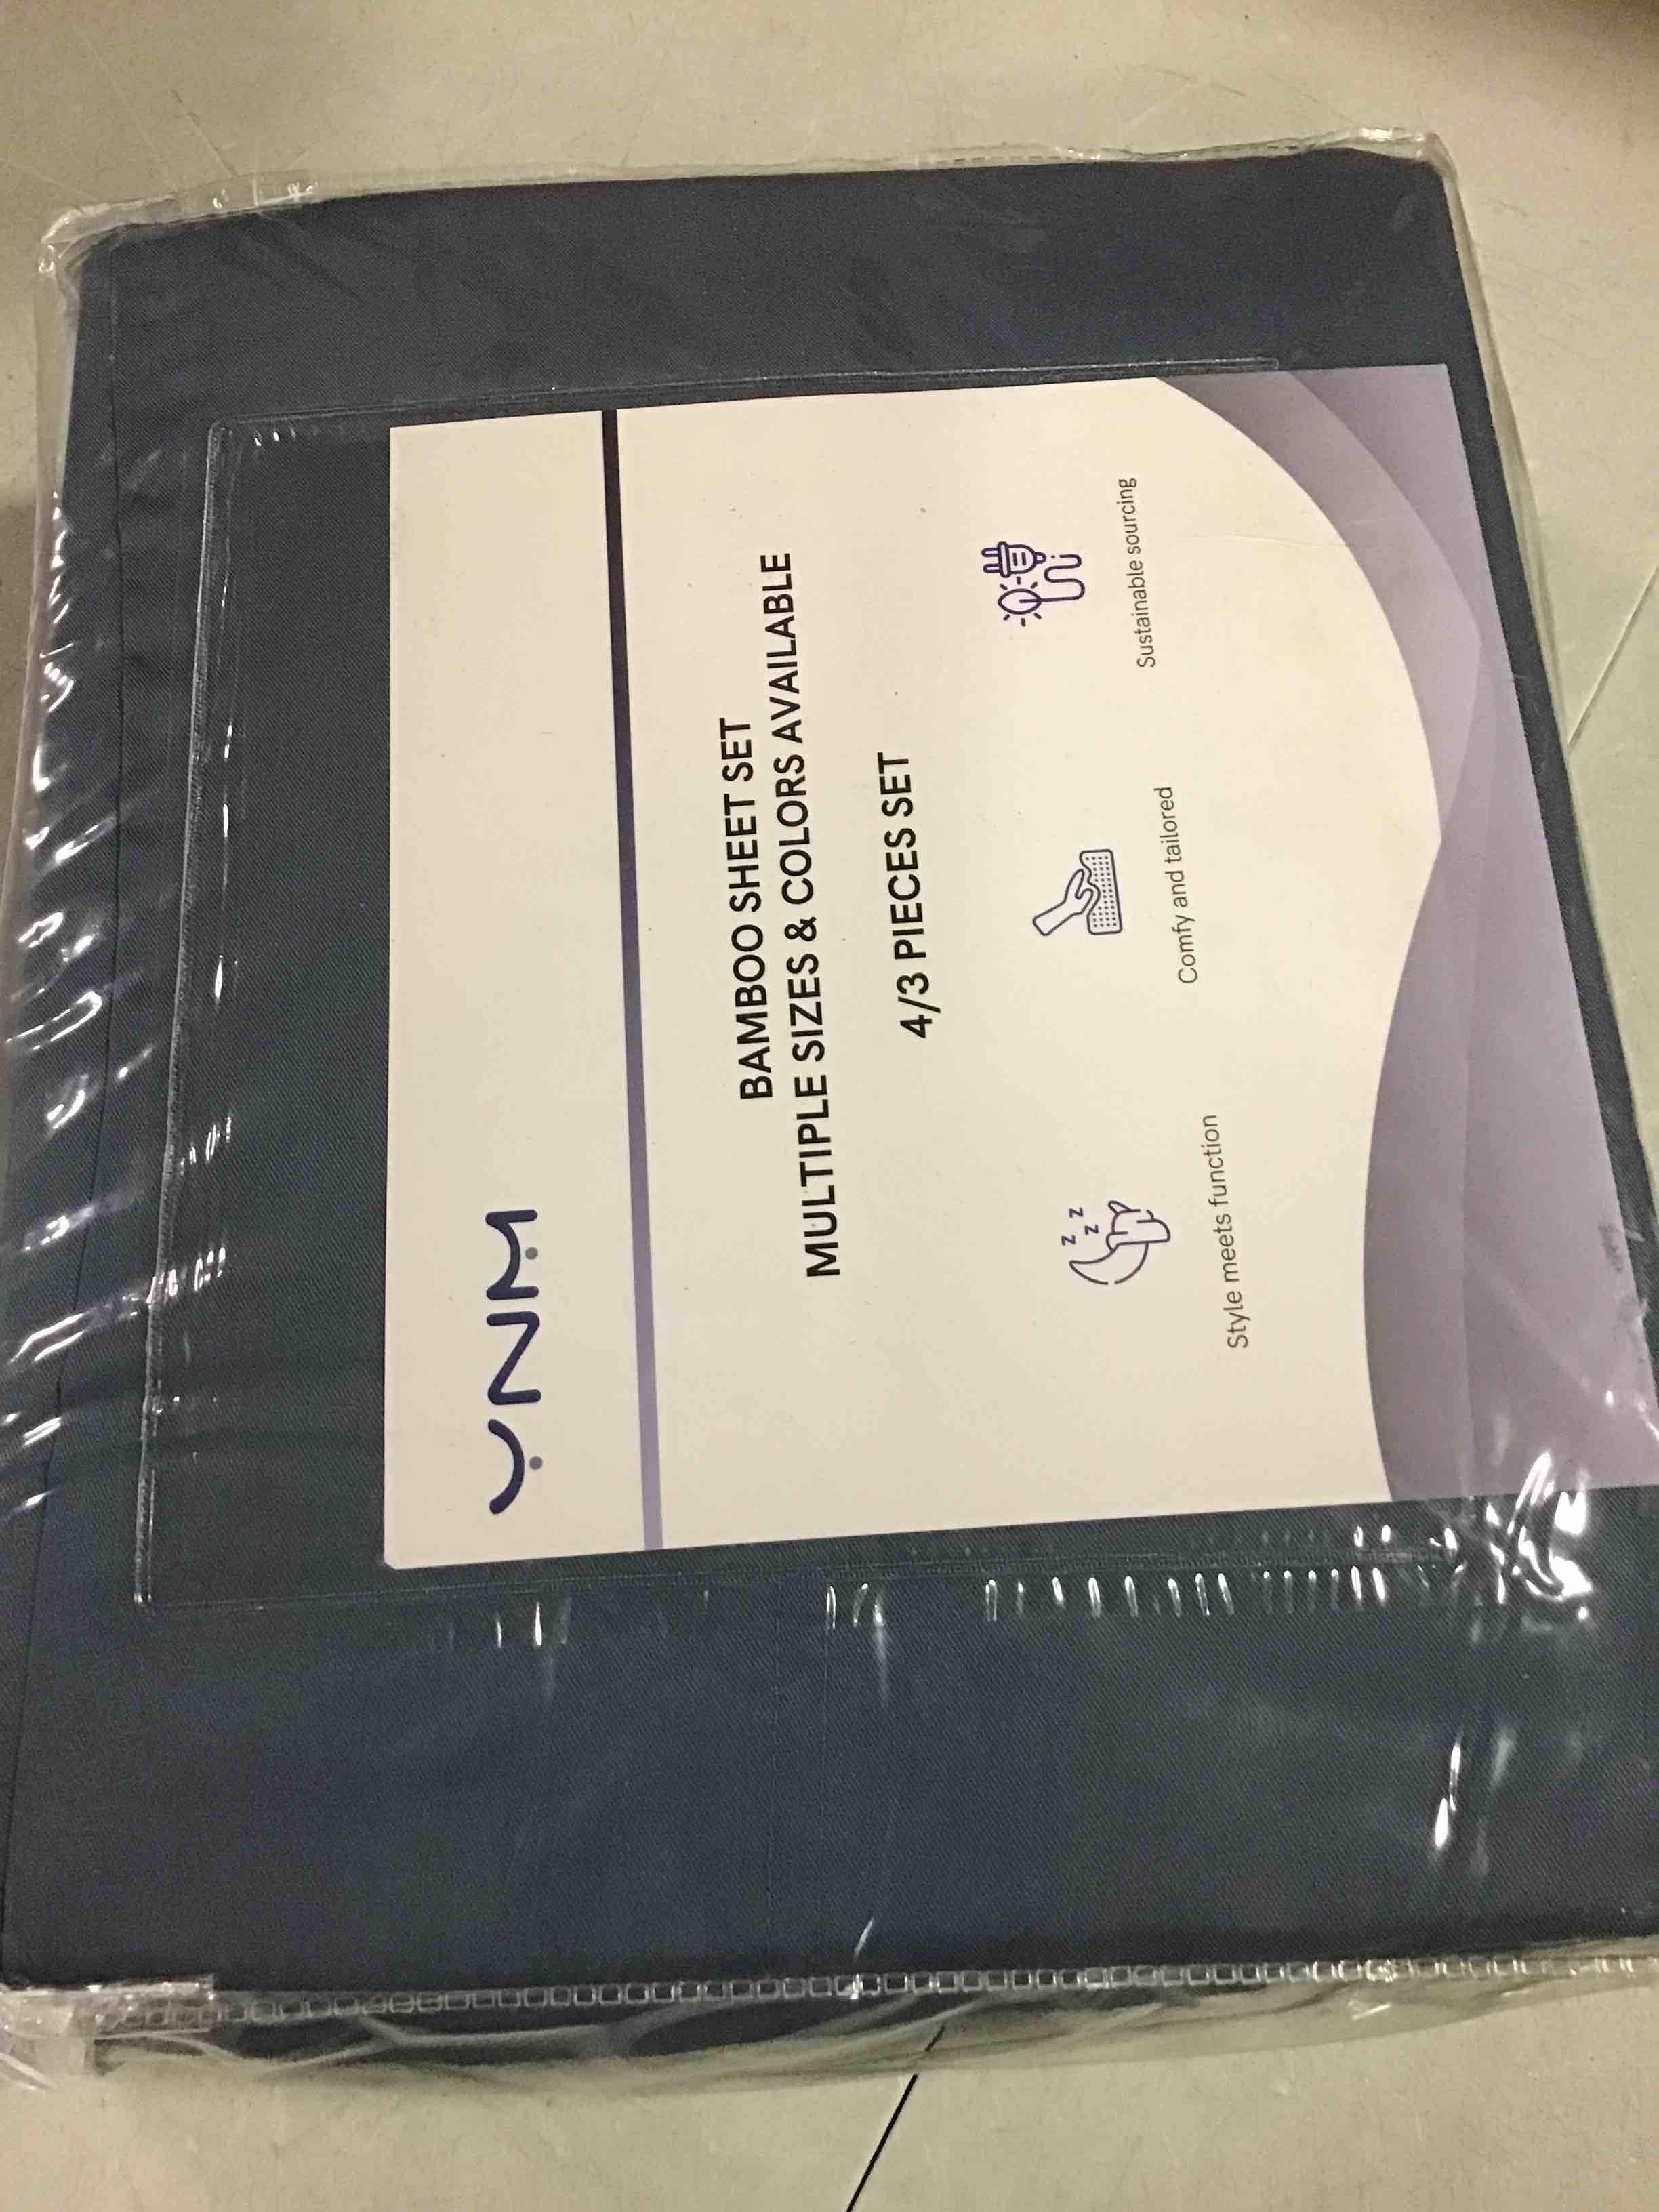 YNM
BAMBOO SHEET SET
MULTIPLE SIZES & COLORS AVAILABLE
4/3 PIECES SET
z z z
Style meets function
Comfy and tailored
Sustainable sourcing